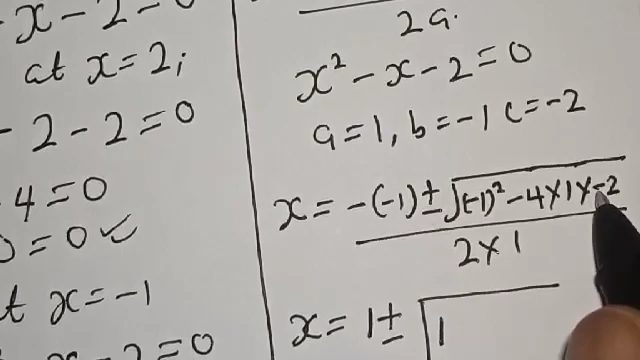 x - 2 -
at x = 2;
- 2 - 2 = 0
4 = 0
= 0 ✓
x = -1
2 = 0
2a.
x² - x - 2 = 0
a = 1, b = -1 c = -2
x = -(-1) ± √(-1)² - 4×1×-2
2 × 1
x = 1 ± √1